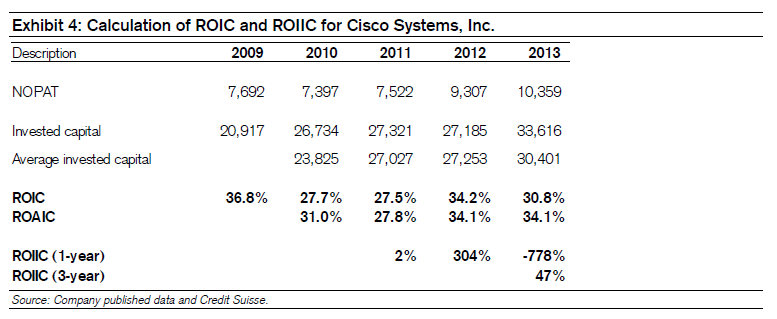 Exhibit 4: Calculation of ROIC and ROIIC for Cisco Systems, Inc.
Description 2009 2010 2011 2012 2013
NOPAT 7,692 7,397 7,522 9,307 10,359
Invested capital 20,917 26,734 27,321 27,185 33,616
Average invested capital 23,825 27,027 27,253 30,401
ROIC 36.8% 27.7% 27.5% 34.2% 30.8%
ROAIC 31.0% 27.8% 34.1% 34.1%
ROIIC (1-year) 2% 304% -778%
ROIIC (3-year) 47%
Source: Company published data and Credit Suisse.